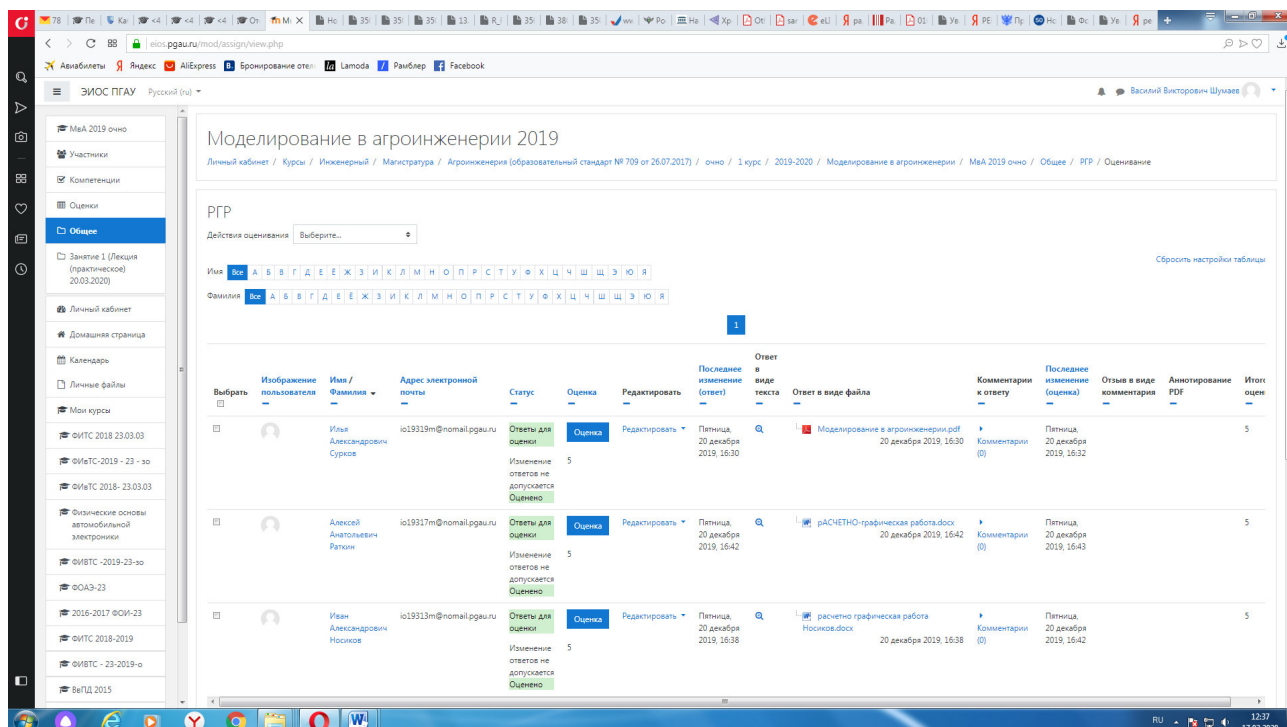 eios.pgau.ru/mod/assign/view.php
Авиабилеты Яндекс AliExpress Бронирование отел Lamoda Рамблер Facebook
ЭИОС ПГАУ Русский (ru)
Василий Викторович Шумаев
МвА 2019 очно
Участники
Компетенции
Оценки
Общее
Занятие 1 (Лекция
(практическое)
20.03.2020)
Личный кабинет
Домашняя страница
Календарь
Личные файлы
Мои курсы
ФИТС 2018 23.03.03
ФИвТС-2019 - 23 - зо
ФИвТС 2018- 23.03.03
Физические основы
автомобильной
электроники
ФИВТС -2019-23-зо
ФОАЭ-23
2016-2017 ФОИ-23
ФИТС 2018-2019
ФИВТС - 23-2019-о
ВвПД 2015
Моделирование в агроинженерии 2019
Личный кабинет / Курсы / Инженерный / Магистратура / Агроинженерия (образовательный стандарт № 709 от 26.07.2017) / очно / 1 курс / 2019-2020 / Моделирование в агроинженерии / МвА 2019 очно / Общее / РГР / Оценивание
РГР
Действия оценивания Выберите...
Сбросить настройки таблицы
Имя Все А Б В Г Д Е Ё Ж З И К Л М Н О П Р С Т У Ф Х Ц Ч Ш Щ Э Ю Я
Фамилия Все А Б В Г Д Е Ё Ж З И К Л М Н О П Р С Т У Ф Х Ц Ч Ш Щ Э Ю Я
1
Выбрать
Изображение
пользователя
Имя /
Фамилия
Адрес электронной
почты
Статус
Оценка
Редактировать
Последнее
изменение
(ответ)
Ответ
в
виде
текста
Ответ в виде файла
Комментарии
к ответу
Последнее
изменение
(оценка)
Отзыв в виде
комментария
Аннотирование
PDF
Итого
оцен
Илья
Александрович
Сурков
io19319m@nomail.pgau.ru
Ответы для
оценки
Изменение
ответов не
допускается
Оценено
Оценка
5
Редактировать
Пятница,
20 декабря
2019, 16:30
Моделирование в агроинженерии.pdf
20 декабря 2019, 16:30
Комментарии
(0)
Пятница,
20 декабря
2019, 16:32
5
Алексей
Анатольевич
Раткин
io19317m@nomail.pgau.ru
Ответы для
оценки
Изменение
ответов не
допускается
Оценено
Оценка
5
Редактировать
Пятница,
20 декабря
2019, 16:42
рАСЧЕТНО-графическая работа.docx
20 декабря 2019, 16:42
Комментарии
(0)
Пятница,
20 декабря
2019, 16:43
5
Иван
Александрович
Носиков
io19313m@nomail.pgau.ru
Ответы для
оценки
Изменение
ответов не
допускается
Оценено
Оценка
5
Редактировать
Пятница,
20 декабря
2019, 16:38
расчетно графическая работа
Носиков.docx
20 декабря 2019, 16:38
Комментарии
(0)
Пятница,
20 декабря
2019, 16:42
5
RU
12:37